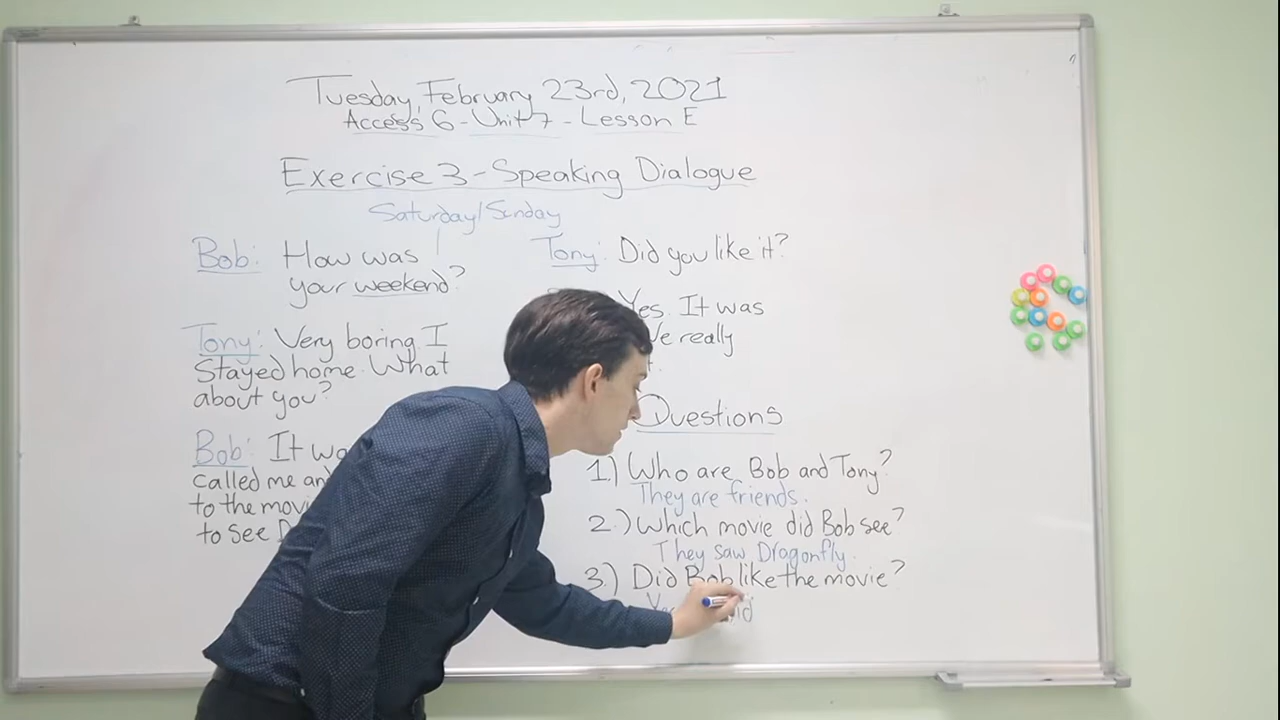 Tuesday, February 23rd, 2021
Access 6 - Unit 7 - Lesson E
Exercise 3 - Speaking Dialogue
Saturday/Sunday
Bob: How was
your weekend?
Tony: Very boring I
Stayed home. What
about you?
Bob: It
called me
to the
to see
Tony: Did you like it?
Yes. It was
really
Questions
1.) Who are Bob and Tony?
They are friends.
2.) Which movie did Bob see?
They saw Dragonfly.
3.) Did Bob like the movie?